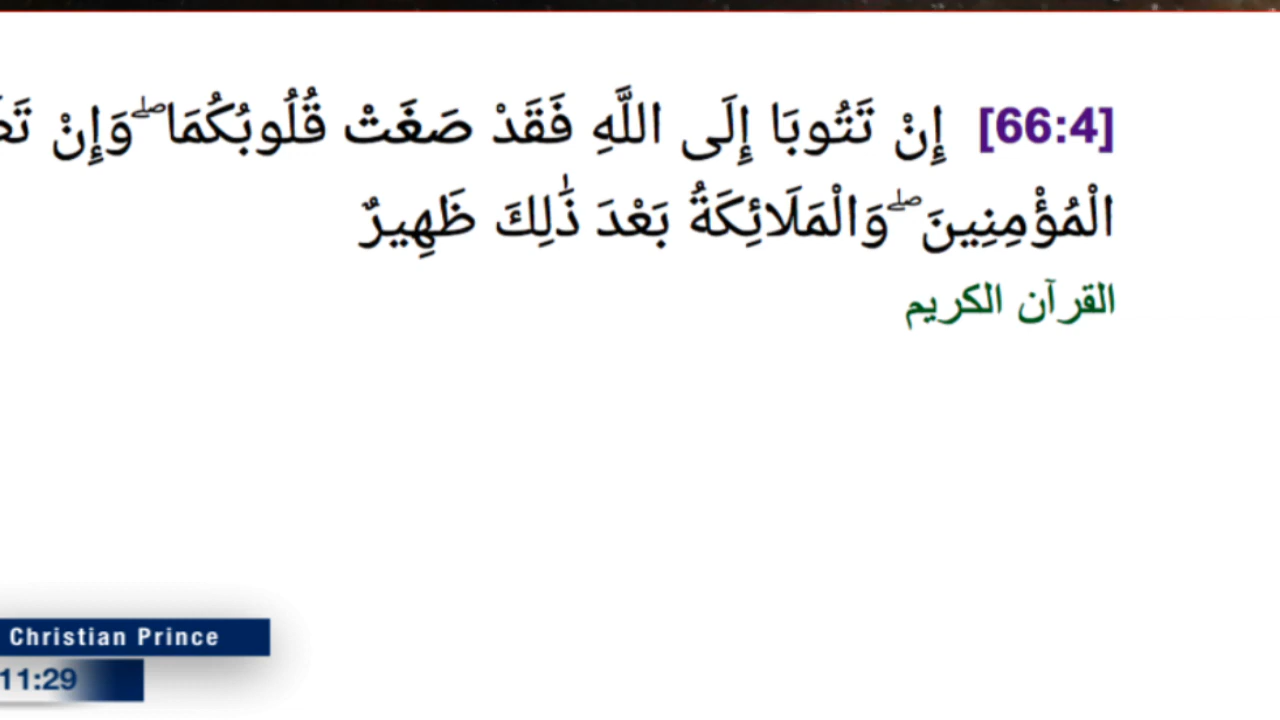 [66:4] إِنْ تَتُوبَا إِلَى اللَّهِ فَقَدْ صَغَتْ قُلُوبُكُمَا ۖ وَإِنْ
الْمُؤْمِنِينَ ۖ وَالْمَلَائِكَةُ بَعْدَ ذَٰلِكَ ظَهِيرٌ
القرآن الكريم
Christian Prince
11:29